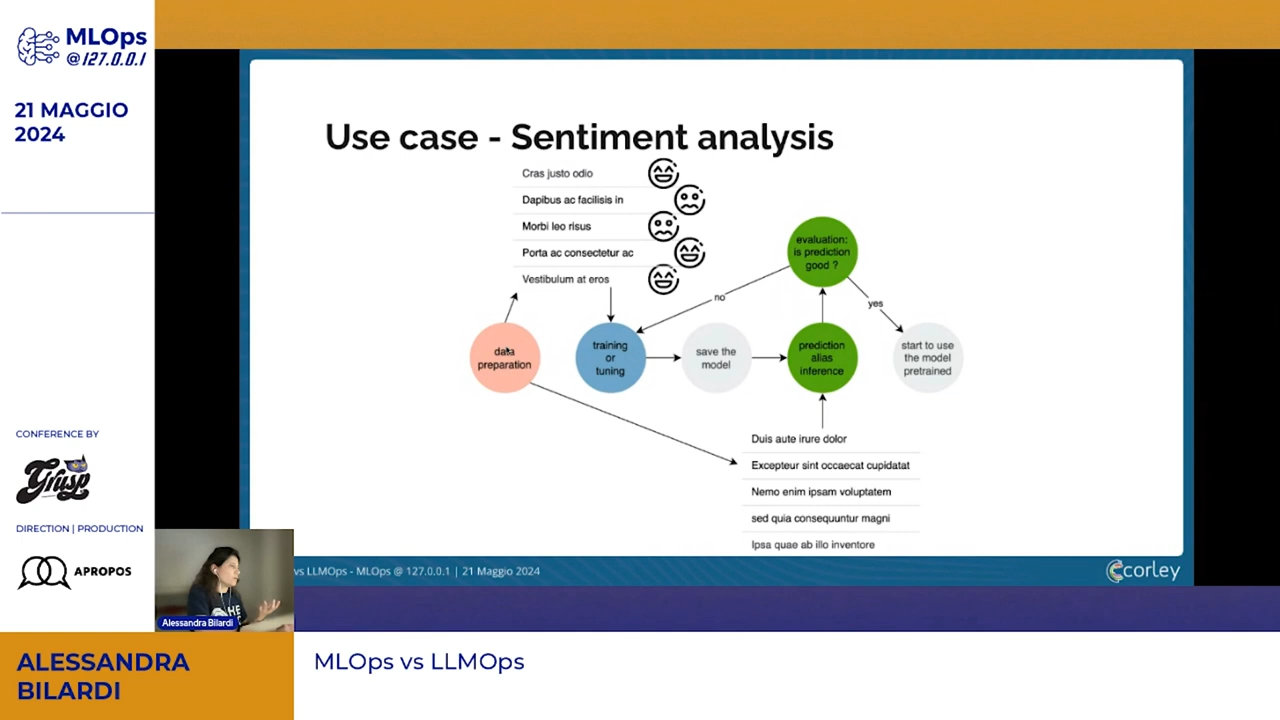 MLOps
@127.0.0.1
21 MAGGIO
2024
CONFERENCE BY
Grusp
DIRECTION | PRODUCTION
APROPOS
Use case - Sentiment analysis
Cras justo odio
Dapibus ac facilisis in
Morbi leo risus
Porta ac consectetur ac
Vestibulum at eros
evaluation:
is prediction
good ?
no
yes
data
preparation
training
or
tuning
save the
model
prediction
alias
inference
start to use
the model
pretrained
Duis aute irure dolor
Excepteur sint occaecat cupidatat
Nemo enim ipsam voluptatem
sed quia consequuntur magni
Ipsa quae ab illo inventore
vs LLMOps - MLOps @ 127.0.0.1 | 21 Maggio 2024
corley
Alessandra Bilardi
ALESSANDRA
BILARDI
MLOps vs LLMOps